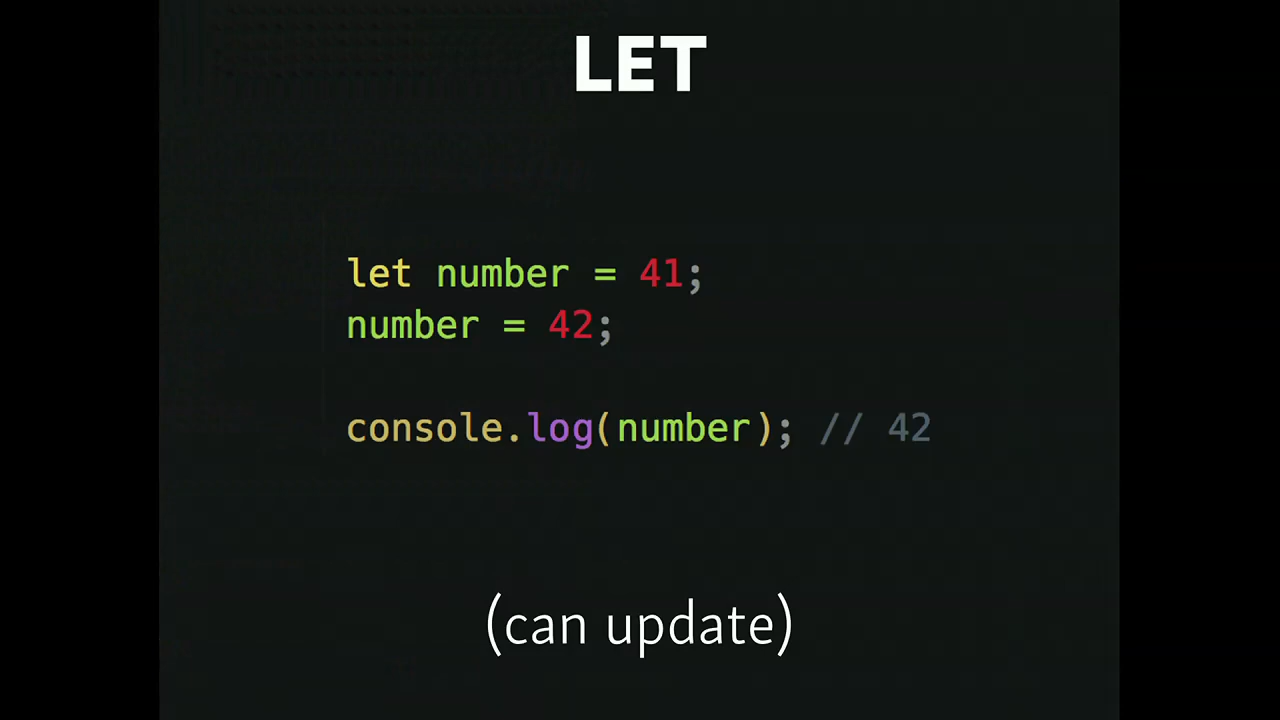 LET
let number = 41;
number = 42;
console.log(number); // 42
(can update)